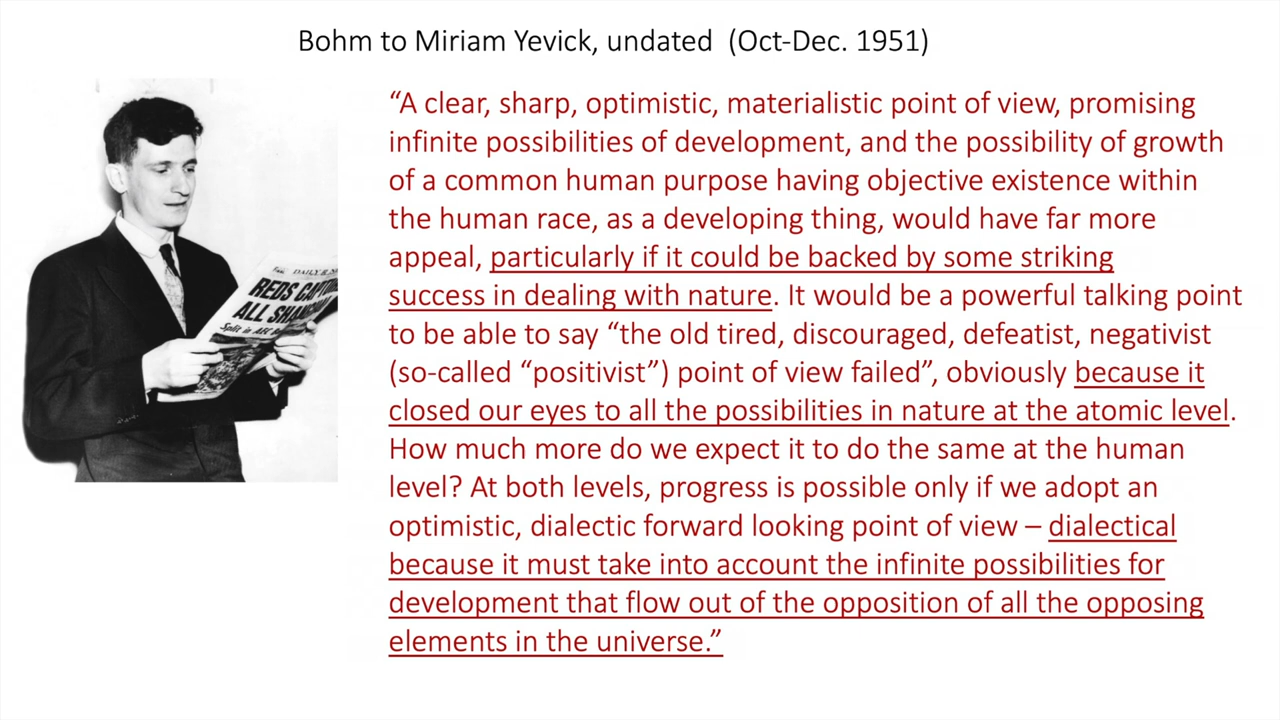 Bohm to Miriam Yevick, undated  (Oct-Dec. 1951)
“A clear, sharp, optimistic, materialistic point of view, promising
infinite possibilities of development, and the possibility of growth
of a common human purpose having objective existence within
the human race, as a developing thing, would have far more
appeal, particularly if it could be backed by some striking
success in dealing with nature. It would be a powerful talking point
to be able to say “the old tired, discouraged, defeatist, negativist
(so-called “positivist”) point of view failed”, obviously because it
closed our eyes to all the possibilities in nature at the atomic level.
How much more do we expect it to do the same at the human
level? At both levels, progress is possible only if we adopt an
optimistic, dialectic forward looking point of view – dialectical
because it must take into account the infinite possibilities for
development that flow out of the opposition of all the opposing
elements in the universe.”
DAILY
REDS
ALL
Split in AEC